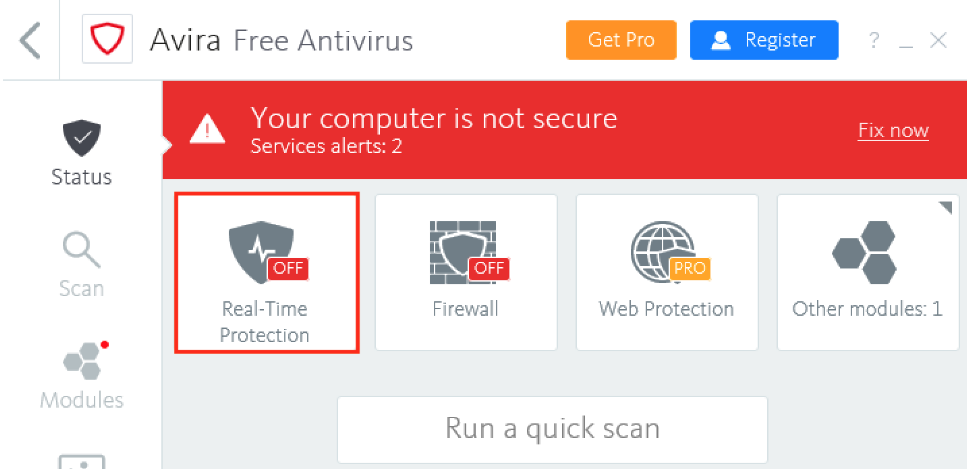 Avira Free Antivirus
Get Pro
Register
?
Your computer is not secure
Services alerts: 2
Fix now
Status
Scan
Modules
OFF
Real-Time
Protection
OFF
Firewall
PRO
Web Protection
Other modules: 1
Run a quick scan